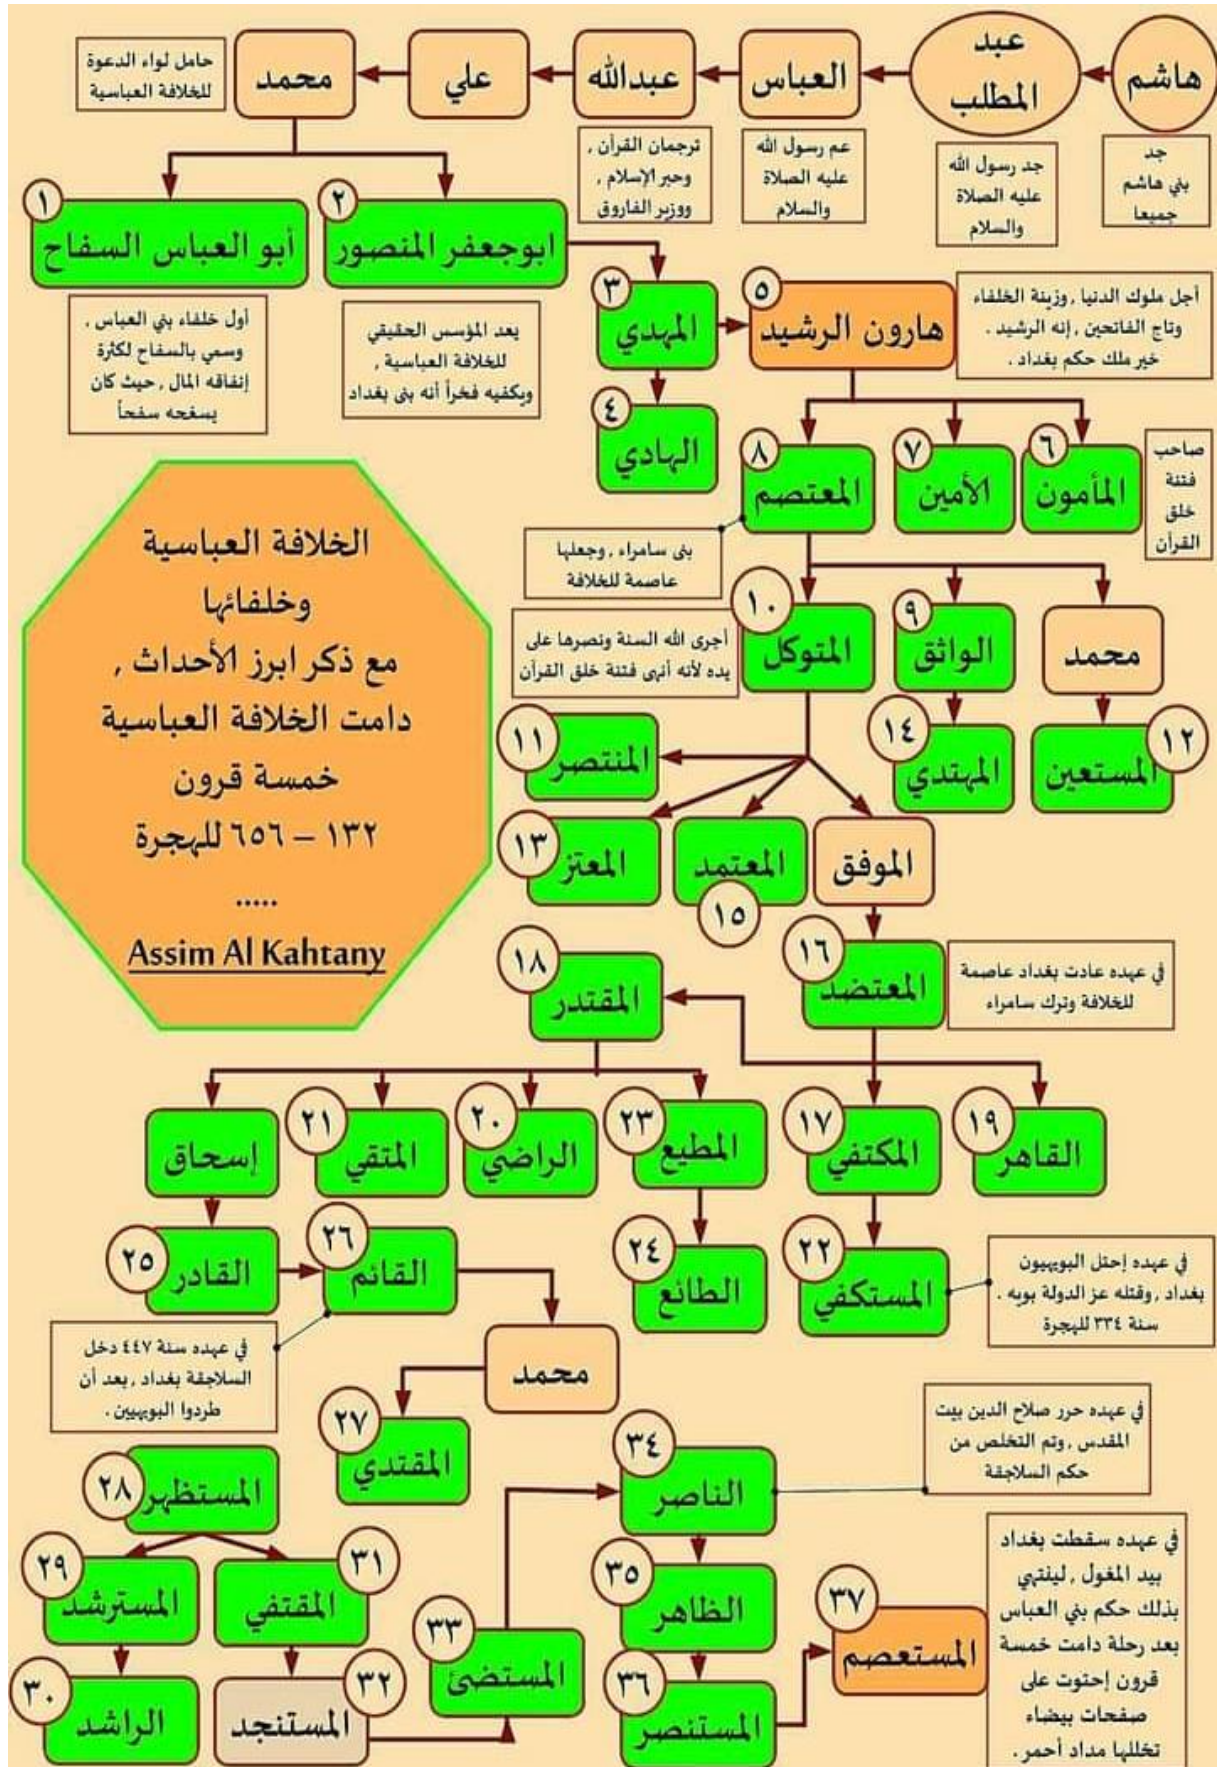 هاشم
عبد
المطلب
العباس
عبدالله
علي
محمد
حامل لواء الدعوة
للخلافة العباسية
جد
بني هاشم
جميعا
جد رسول الله
عليه الصلاة
والسلام
عم رسول الله
عليه الصلاة
والسلام
ترجمان القرآن ,
وحبر الإسلام ,
ووزير الفاروق
٢
ابوجعفر المنصور
١
أبو العباس السفاح
أول خلفاء بني العباس .
وسمي بالسفاح لكثرة
إنفاقه المال , حيث كان
يسفحه سفحاً
يعد المؤسس الحقيقي
للخلافة العباسية ,
ويكفيه فخراً أنه بنى بغداد
٣
المهدي
٤
الهادي
٥
هارون الرشيد
أجل ملوك الدنيا , وزينة الخلفاء
وتاج الفاتحين , إنه الرشيد .
خير ملك حكم بغداد .
٦
المأمون
صاحب
فتنة
خلق
القرآن
٧
الأمين
٨
المعتصم
بنى سامراء , وجعلها
عاصمة للخلافة
محمد
٩
الواثق
١٠
المتوكل
أجرى الله السنة ونصرها على
يده لأنه أنهى فتنة خلق القرآن
الخلافة العباسية
وخلفائها
مع ذكر ابرز الأحداث ,
دامت الخلافة العباسية
خمسة قرون
١٣٢ – ٦٥٦ للهجرة
.....
Assim Al Kahtany
١٢
المستعين
١٤
المهتدي
١١
المنتصر
١٣
المعتز
المعتمد
١٥
الموفق
١٦
المعتضد
في عهده عادت بغداد عاصمة
للخلافة وترك سامراء
١٨
المقتدر
١٩
القاهر
١٧
المكتفي
٢٣
المطيع
٢٠
الراضي
٢١
المتقي
إسحاق
٢٢
المستكفي
في عهده إحتل البويهيون
بغداد , وقتله عز الدولة بويه .
سنة ٣٣٤ للهجرة
٢٤
الطائع
٢٦
القائم
٢٥
القادر
في عهده سنة ٤٤٧ دخل
السلاجقة بغداد , بعد أن
طردوا البويهيين .
محمد
٢٧
المقتدي
٢٨
المستظهر
٢٩
المسترشد
٣١
المقتفي
٣٠
الراشد
٣٢
المستنجد
٣٣
المستضئ
٣٤
الناصر
في عهده حرر صلاح الدين بيت
المقدس , وتم التخلص من
حكم السلاجقة
٣٥
الظاهر
٣٦
المستنصر
٣٧
المستعصم
في عهده سقطت بغداد
بيد المغول , لينتهي
بذلك حكم بني العباس
بعد رحلة دامت خمسة
قرون إحتوت على
صفحات بيضاء
تخللها مداد أحمر .